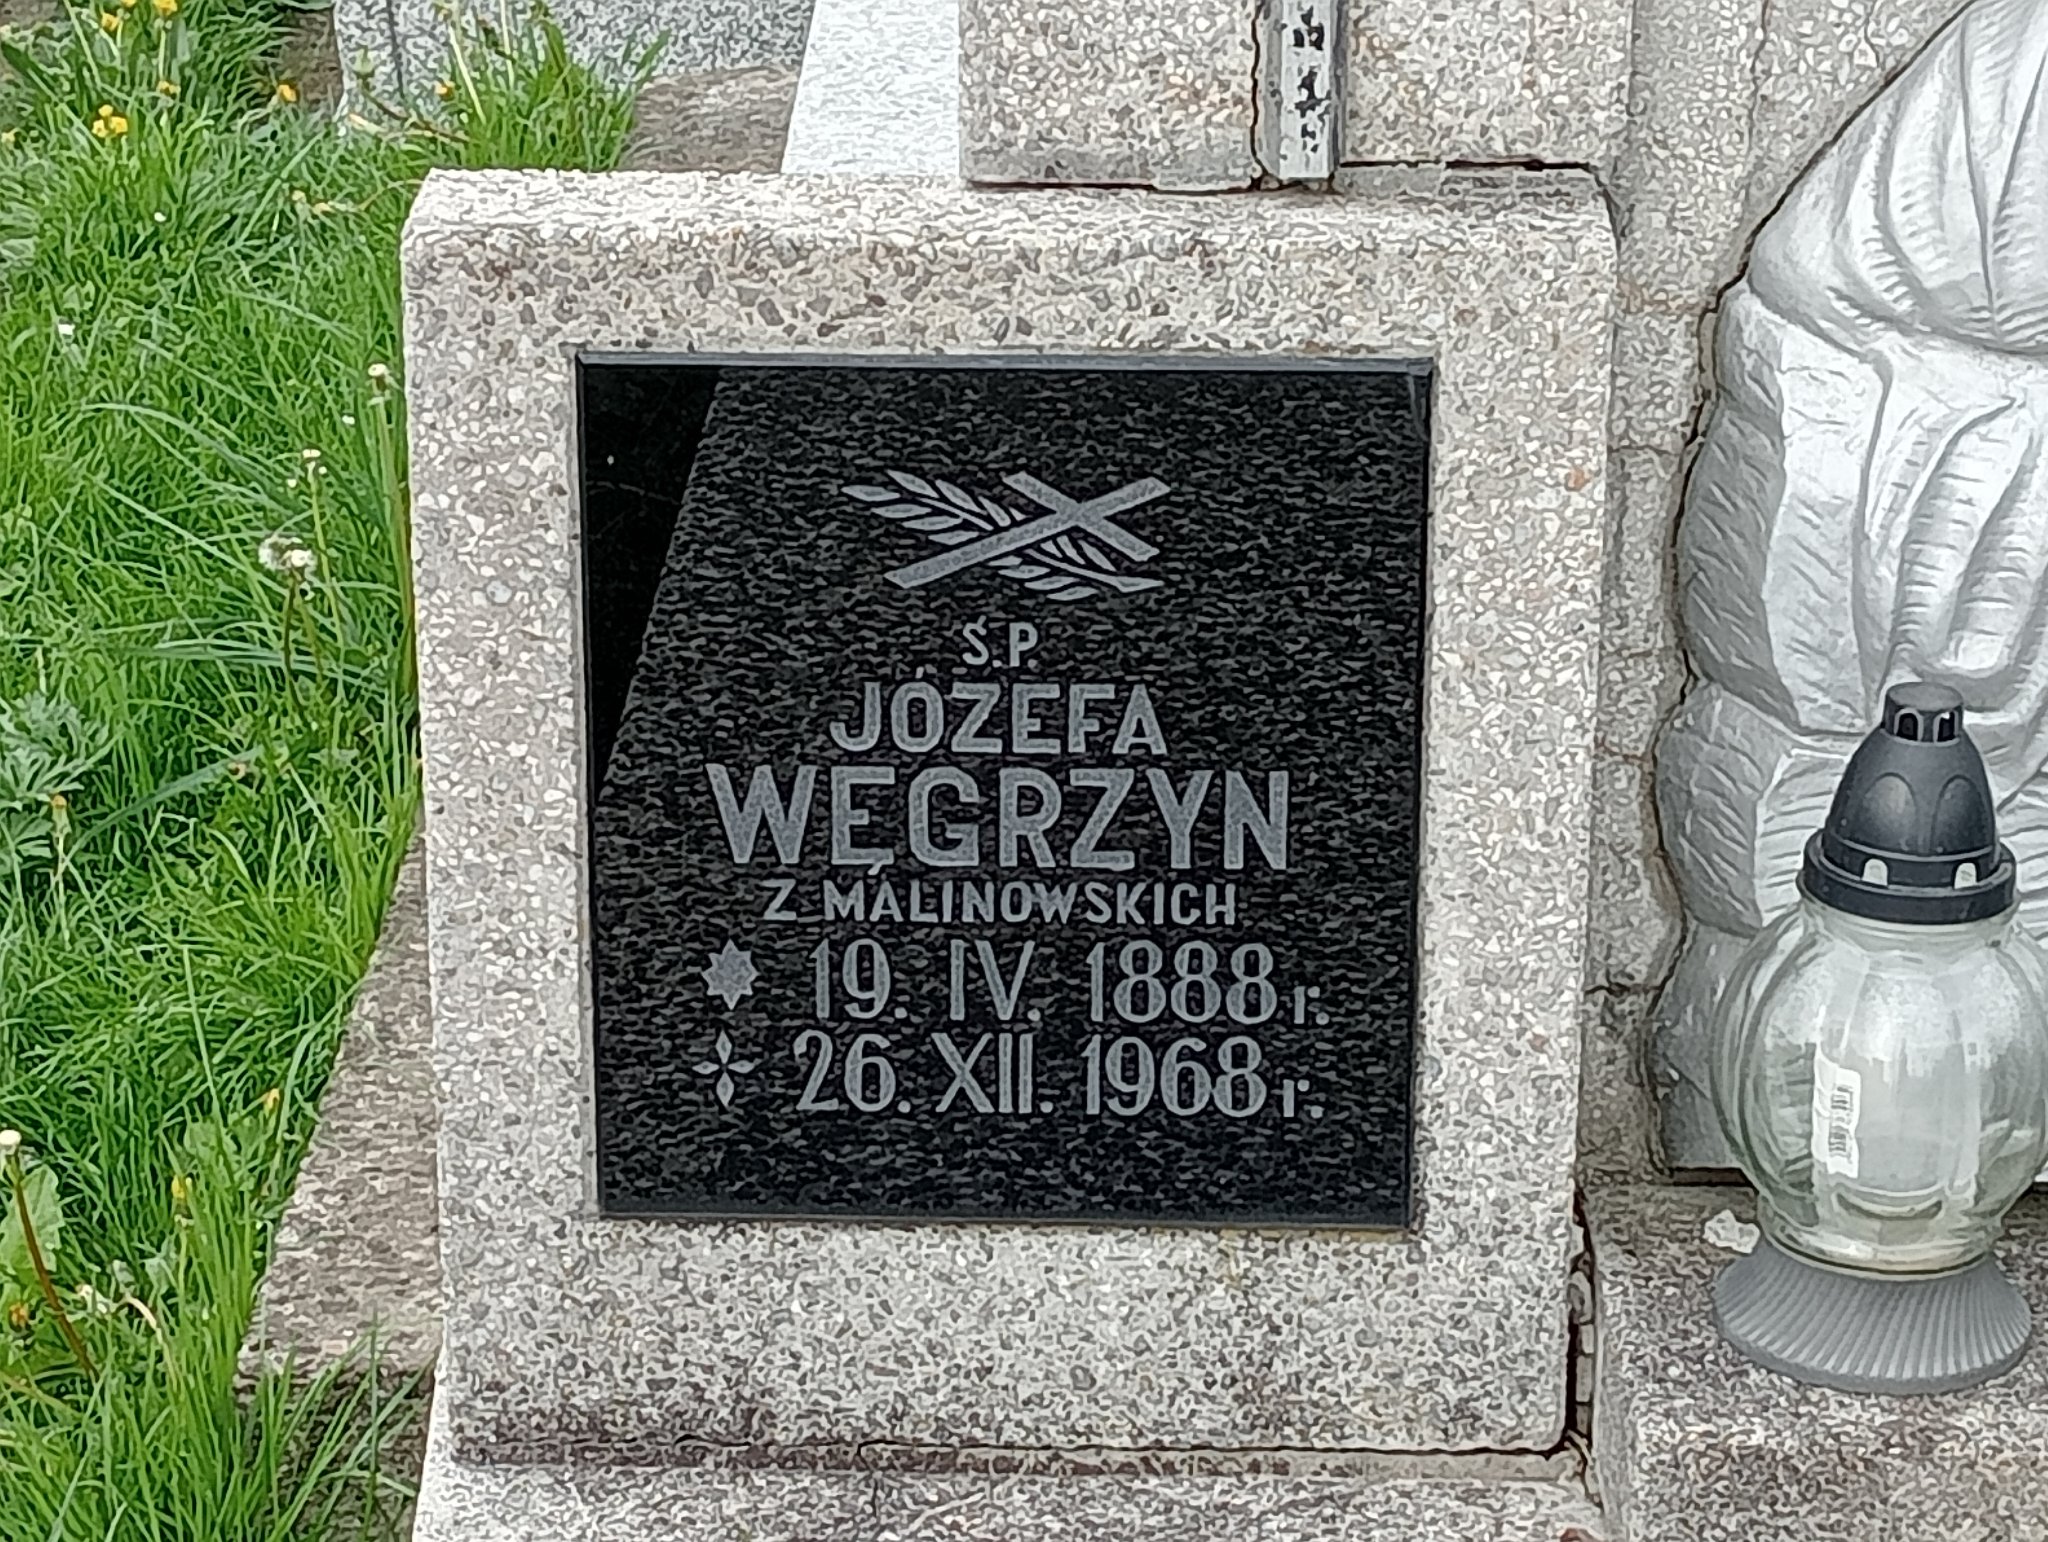 Ś.P.
JÓZEFA
WĘGRZYN
Z MALINOWSKICH
19. IV. 1888 r.
26. XII. 1968 r.